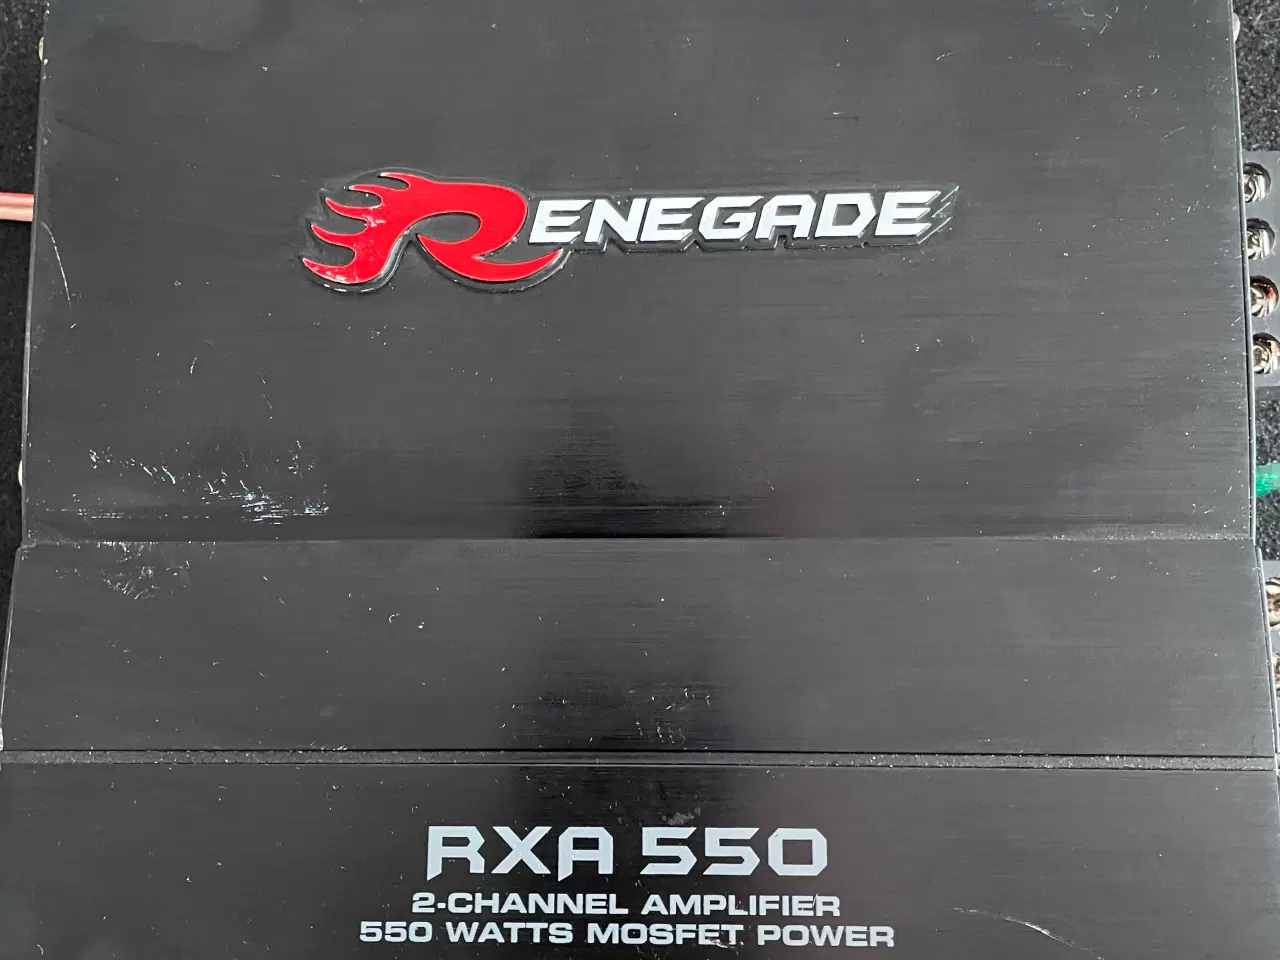 RENEGADE
RXA 550
2-CHANNEL AMPLIFIER
550 WATTS MOSFET POWER